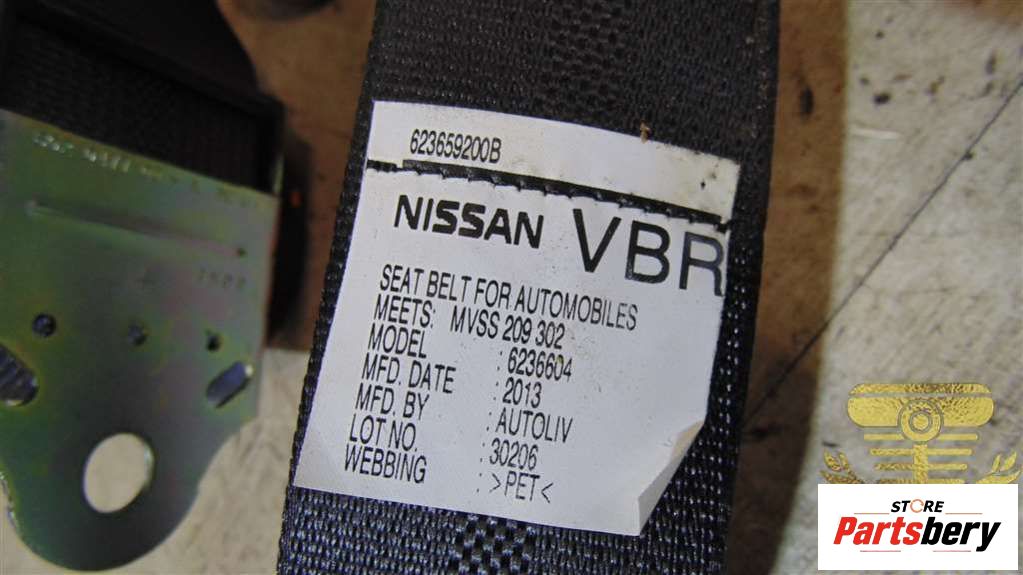 623659200B
NISSAN VBR
SEAT BELT FOR AUTOMOBILES
MEETS: MVSS 209 302
MODEL : 6236604
MFD. DATE : 2013
MFD. BY : AUTOLIV
LOT NO. : 30206
WEBBING : >PET<
STORE
Partsbery